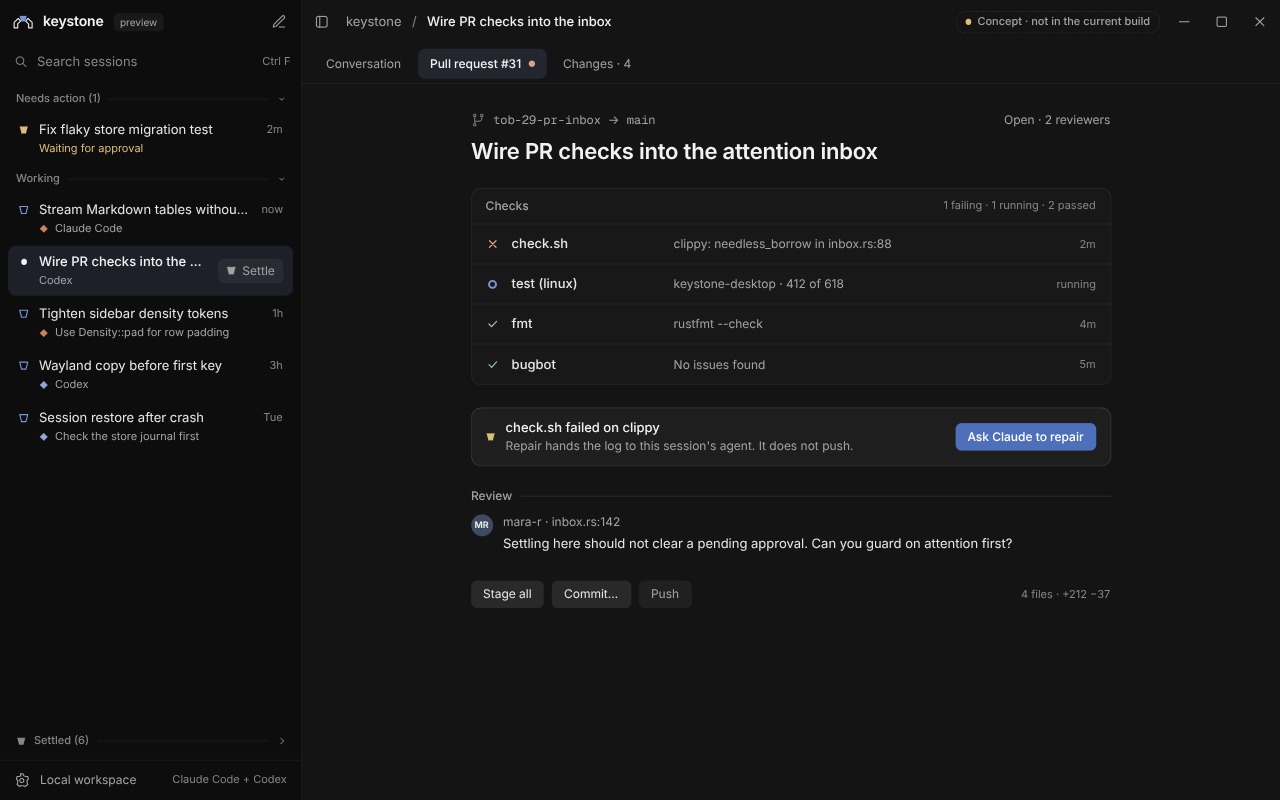 keystone preview
Search sessions Ctrl F
Needs action (1)
Fix flaky store migration test 2m
Waiting for approval
Working
Stream Markdown tables withou... now
Claude Code
Wire PR checks into the ...
Codex
Settle
Tighten sidebar density tokens 1h
Use Density::pad for row padding
Wayland copy before first key 3h
Codex
Session restore after crash Tue
Check the store journal first
Settled (6)
Local workspace Claude Code + Codex
keystone / Wire PR checks into the inbox
Concept · not in the current build
Conversation Pull request #31 Changes · 4
tob-29-pr-inbox → main Open · 2 reviewers
Wire PR checks into the attention inbox
Checks 1 failing · 1 running · 2 passed
check.sh clippy: needless_borrow in inbox.rs:88 2m
test (linux) keystone-desktop · 412 of 618 running
fmt rustfmt --check 4m
bugbot No issues found 5m
check.sh failed on clippy
Repair hands the log to this session's agent. It does not push.
Ask Claude to repair
Review
MR mara-r · inbox.rs:142
Settling here should not clear a pending approval. Can you guard on attention first?
Stage all Commit... Push 4 files · +212 −37